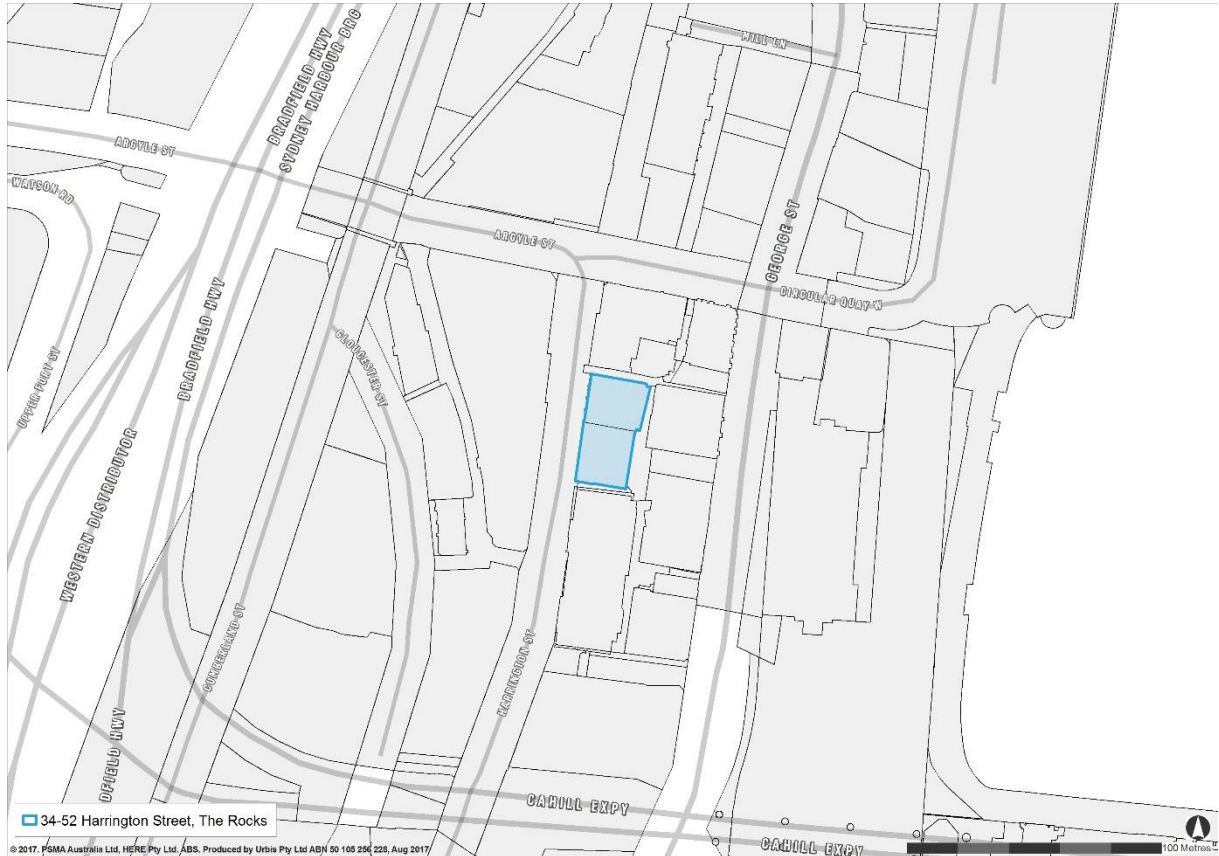 MILL LN
BRADFIELD HWY
SYDNEY HARBOUR BRG
ARGYLE ST
WATSON RD
ARGYLE ST
GEORGE ST
CIRCULAR QUAY N
BRADFIELD HWY
GLOUCESTER ST
UPPER FORT ST
WESTERN DISTRIBUTOR
CUMBERLAND ST
HARRINGTON ST
DFIELD HWY
CAHILL EXPY
CAHILL EXPY
34-52 Harrington Street, The Rocks
100 Metres
© 2017. PSMA Australia Ltd, HERE Pty Ltd. ABS. Produced by Urbis Pty Ltd ABN 50 105 256 228, Aug 2017